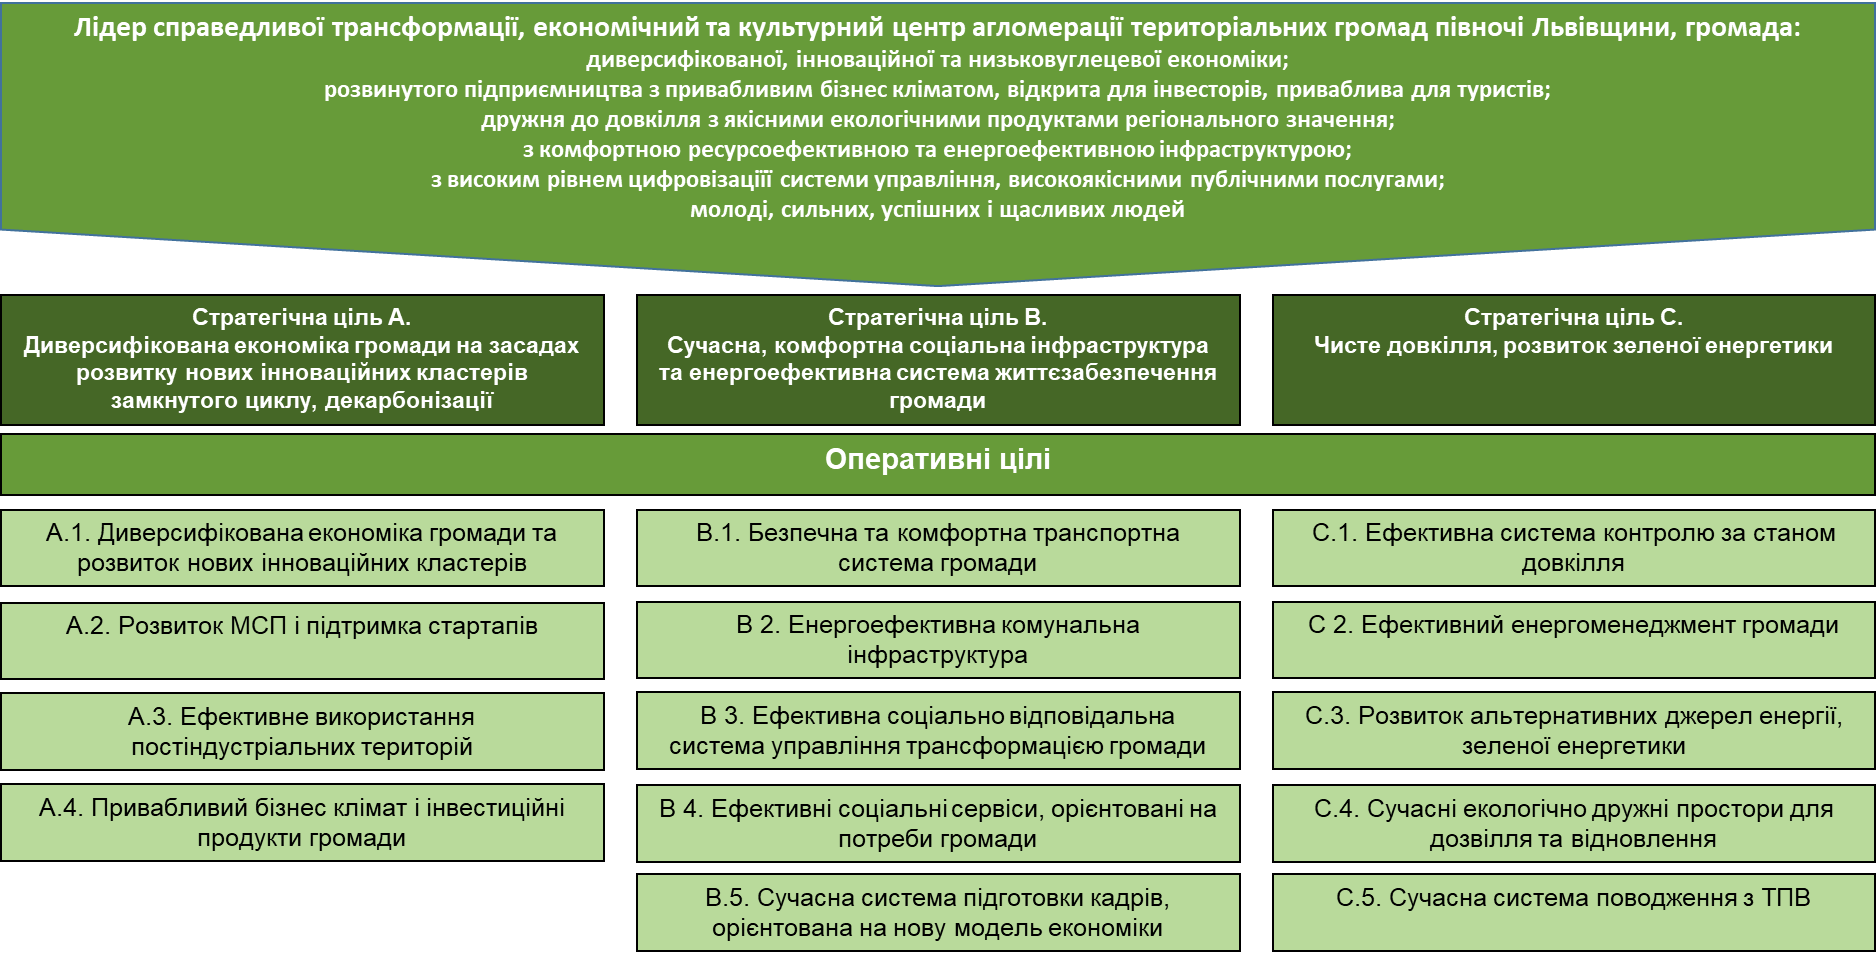 Лідер справедливої трансформації, економічний та культурний центр агломерації територіальних громад півночі Львівщини, громада:
диверсифікованої, інноваційної та низьковуглецевої економіки;
розвинутого підприємництва з привабливим бізнес кліматом, відкрита для інвесторів, приваблива для туристів;
дружня до довкілля з якісними екологічними продуктами регіонального значення;
з комфортною ресурсоефективною та енергоефективною інфраструктурою;
з високим рівнем цифровізаціїї системи управління, високоякісними публічними послугами;
молоді, сильних, успішних і щасливих людей
Стратегічна ціль А.
Диверсифікована економіка громади на засадах
розвитку нових інноваційних кластерів
замкнутого циклу, декарбонізації
Стратегічна ціль В.
Сучасна, комфортна соціальна інфраструктура
та енергоефективна система життєзабезпечення
громади
Стратегічна ціль С.
Чисте довкілля, розвиток зеленої енергетики
Оперативні цілі
А.1. Диверсифікована економіка громади та
розвиток нових інноваційних кластерів
А.2. Розвиток МСП і підтримка стартапів
А.3. Ефективне використання
постіндустріальних територій
А.4. Привабливий бізнес клімат і інвестиційні
продукти громади
В.1. Безпечна та комфортна транспортна
система громади
В 2. Енергоефективна комунальна
інфраструктура
В 3. Ефективна соціально відповідальна
система управління трансформацією громади
В 4. Ефективні соціальні сервіси, орієнтовані на
потреби громади
В.5. Сучасна система підготовки кадрів,
орієнтована на нову модель економіки
С.1. Ефективна система контролю за станом
довкілля
С 2. Ефективний енергоменеджмент громади
С.3. Розвиток альтернативних джерел енергії,
зеленої енергетики
С.4. Сучасні екологічно дружні простори для
дозвілля та відновлення
С.5. Сучасна система поводження з ТПВ